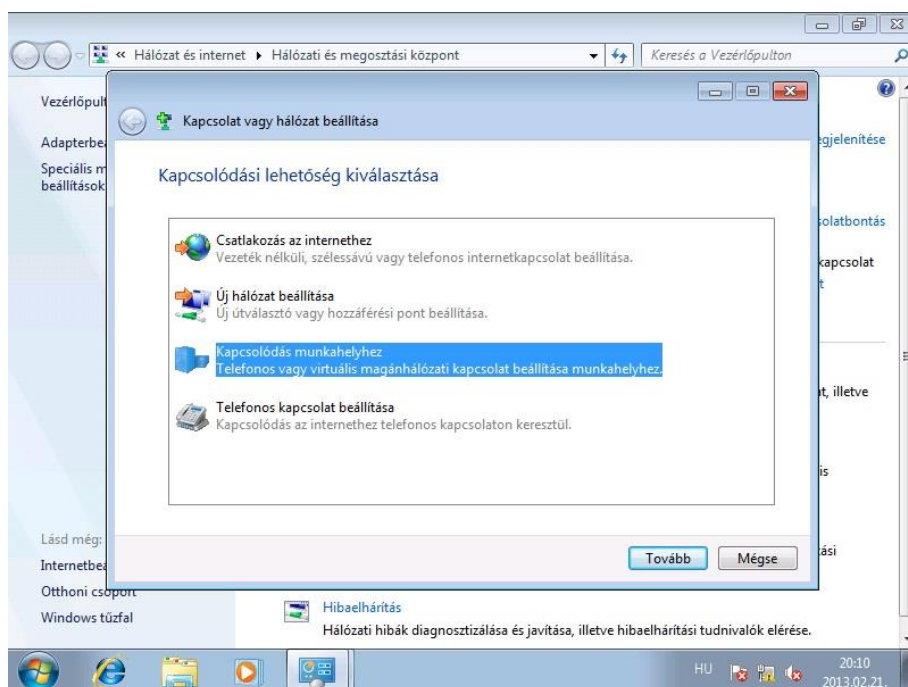 « Hálózat és internet ▸ Hálózati és megosztási központ
Keresés a Vezérlőpulton
Vezérlőpult
Adapterbe
Speciális m
beállítások
Kapcsolat vagy hálózat beállítása
Kapcsolódási lehetőség kiválasztása
Csatlakozás az internethez
Vezeték nélküli, szélessávú vagy telefonos internetkapcsolat beállítása.
Új hálózat beállítása
Új útválasztó vagy hozzáférési pont beállítása.
Kapcsolódás munkahelyhez
Telefonos vagy virtuális magánhálózati kapcsolat beállítása munkahelyhez.
Telefonos kapcsolat beállítása
Kapcsolódás az internethez telefonos kapcsolaton keresztül.
Tovább
Mégse
egjelenítése
solatbontás
kapcsolat
t
at, illetve
is
ási
Lásd még:
Internetbea
Otthoni csoport
Windows tűzfal
Hibaelhárítás
Hálózati hibák diagnosztizálása és javítása, illetve hibaelhárítási tudnivalók elérése.
HU
20:10
2013.02.21.